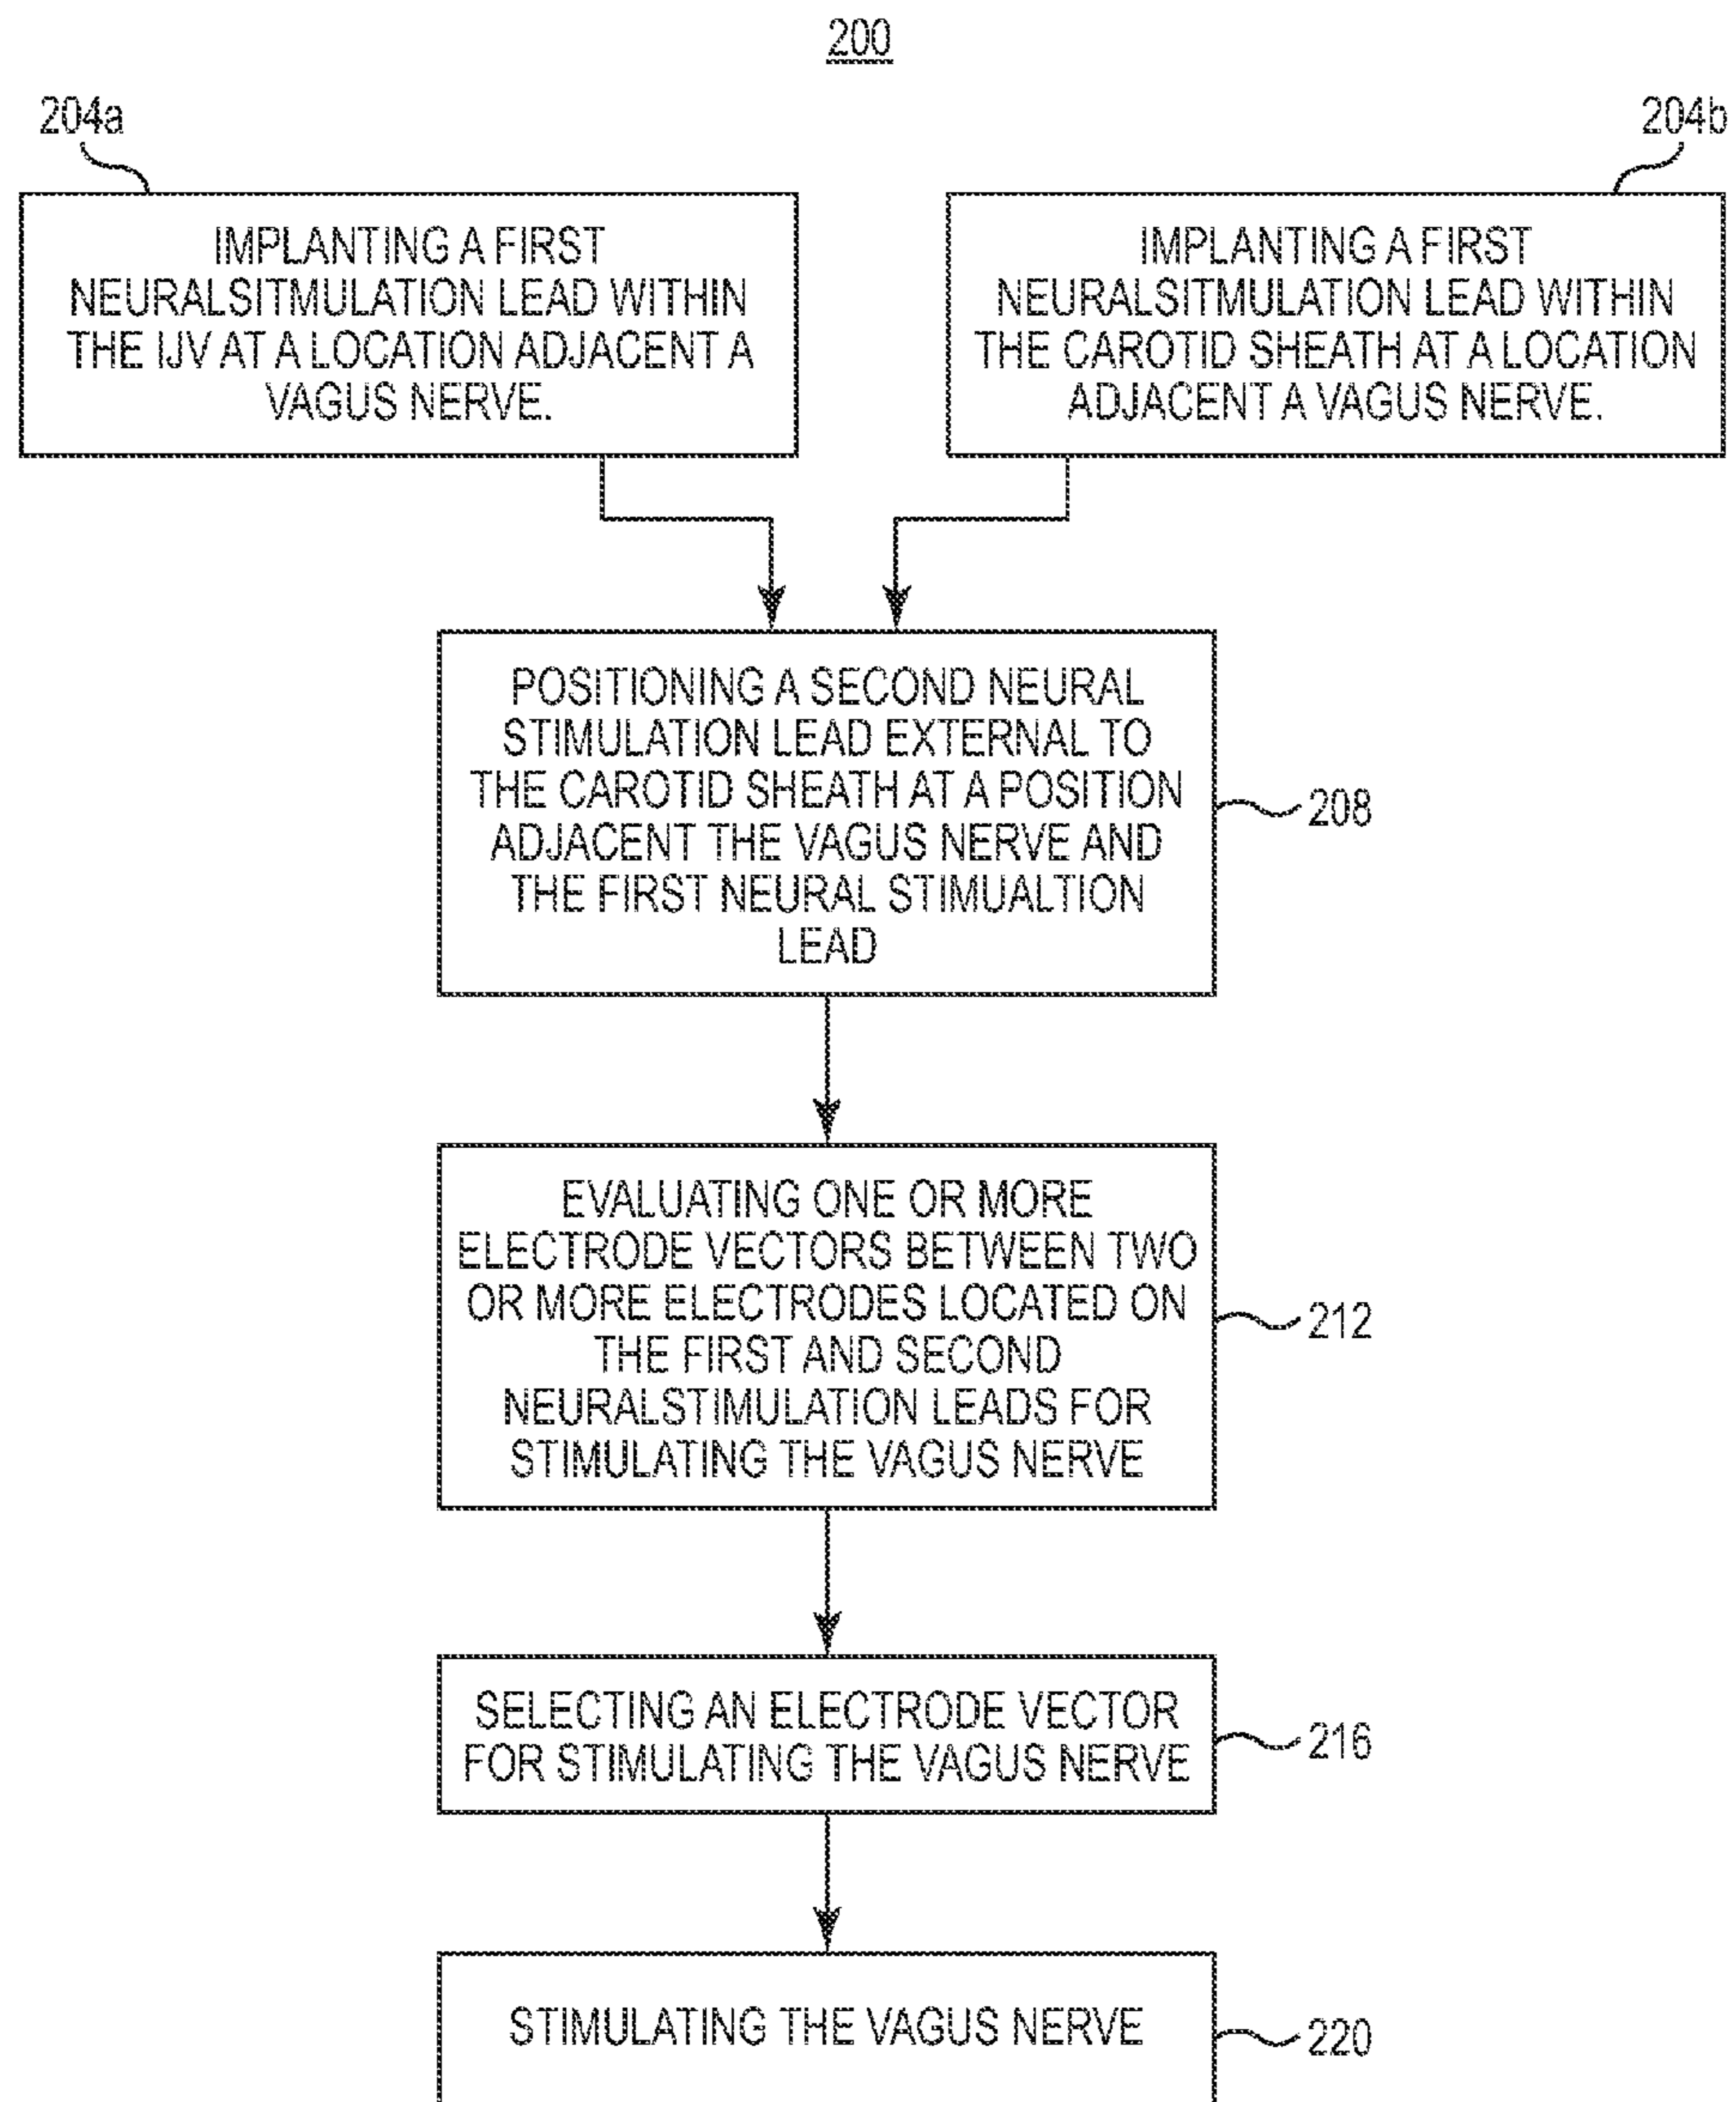 200
204a
204b
IMPLANTING A FIRST
NEURALSITMULATION LEAD WITHIN
THE IJV AT A LOCATION ADJACENT A
VAGUS NERVE.
IMPLANTING A FIRST
NEURALSITMULATION LEAD WITHIN
THE CAROTID SHEATH AT A LOCATION
ADJACENT A VAGUS NERVE.
POSITIONING A SECOND NEURAL
STIMULATION LEAD EXTERNAL TO
THE CAROTID SHEATH AT A POSITION
ADJACENT THE VAGUS NERVE AND
THE FIRST NEURAL STIMUALTION
LEAD
208
EVALUATING ONE OR MORE
ELECTRODE VECTORS BETWEEN TWO
OR MORE ELECTRODES LOCATED ON
THE FIRST AND SECOND
NEURALSTIMULATION LEADS FOR
STIMULATING THE VAGUS NERVE
212
SELECTING AN ELECTRODE VECTOR
FOR STIMULATING THE VAGUS NERVE
216
STIMULATING THE VAGUS NERVE
220